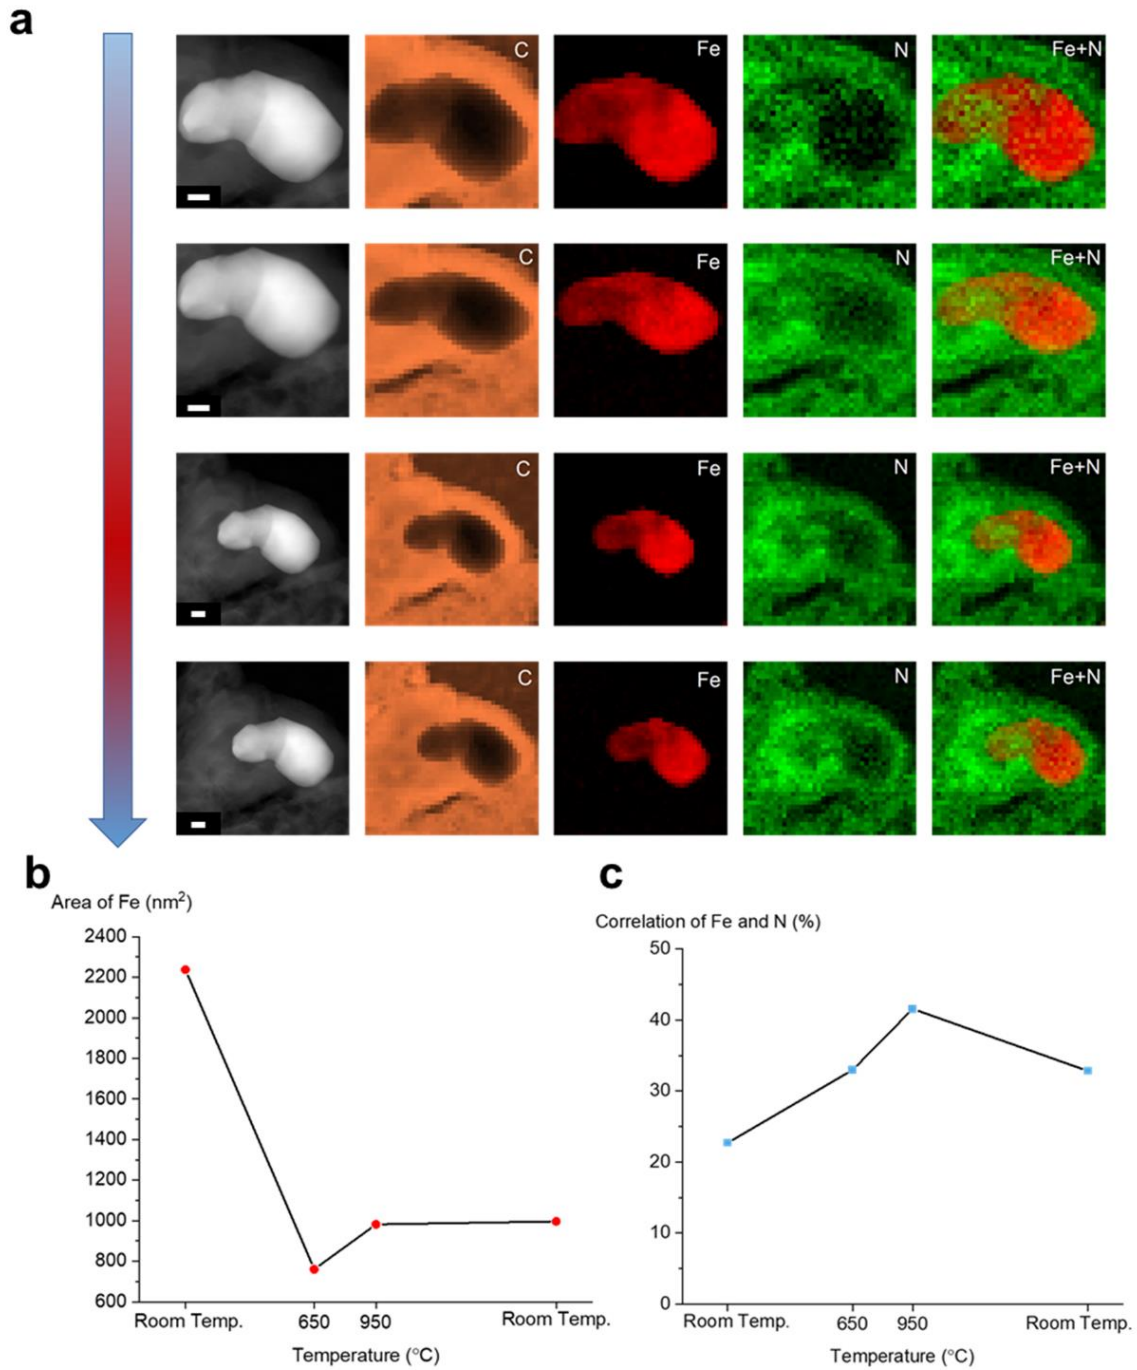 a
C Fe N Fe+N
C Fe N Fe+N
C Fe N Fe+N
C Fe N Fe+N
b
Area of Fe (nm²)
2400
2200
2000
1800
1600
1400
1200
1000
800
600
Room Temp. 650 950 Room Temp.
Temperature (°C)
c
Correlation of Fe and N (%)
50
40
30
20
10
0
Room Temp. 650 950 Room Temp.
Temperature (°C)